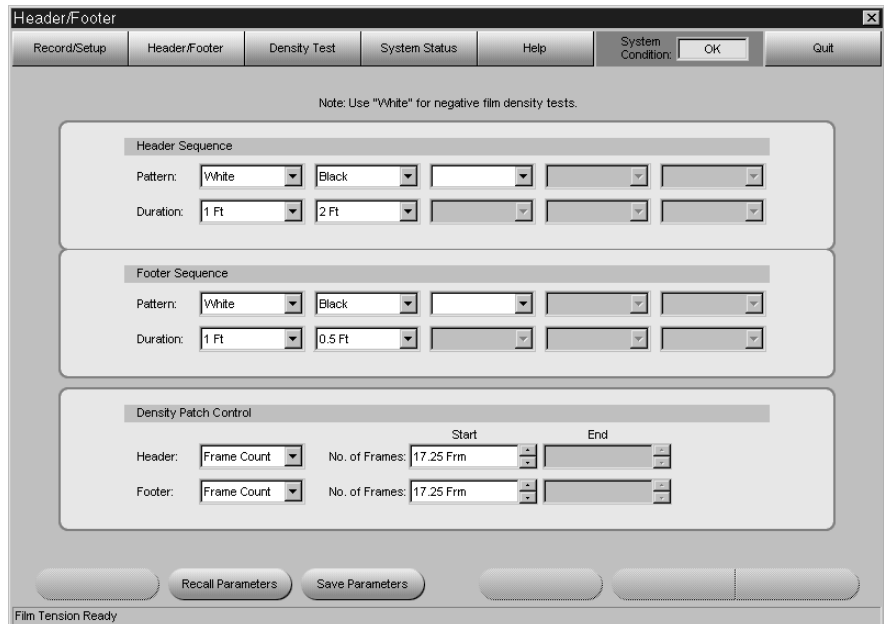 Header/Footer
Record/Setup Header/Footer Density Test System Status Help System Condition: OK Quit
Note: Use "White" for negative film density tests.
Header Sequence
Pattern: White Black
Duration: 1 Ft 2 Ft
Footer Sequence
Pattern: White Black
Duration: 1 Ft 0.5 Ft
Density Patch Control
Start End
Header: Frame Count No. of Frames: 17.25 Frm
Footer: Frame Count No. of Frames: 17.25 Frm
Recall Parameters Save Parameters
Film Tension Ready